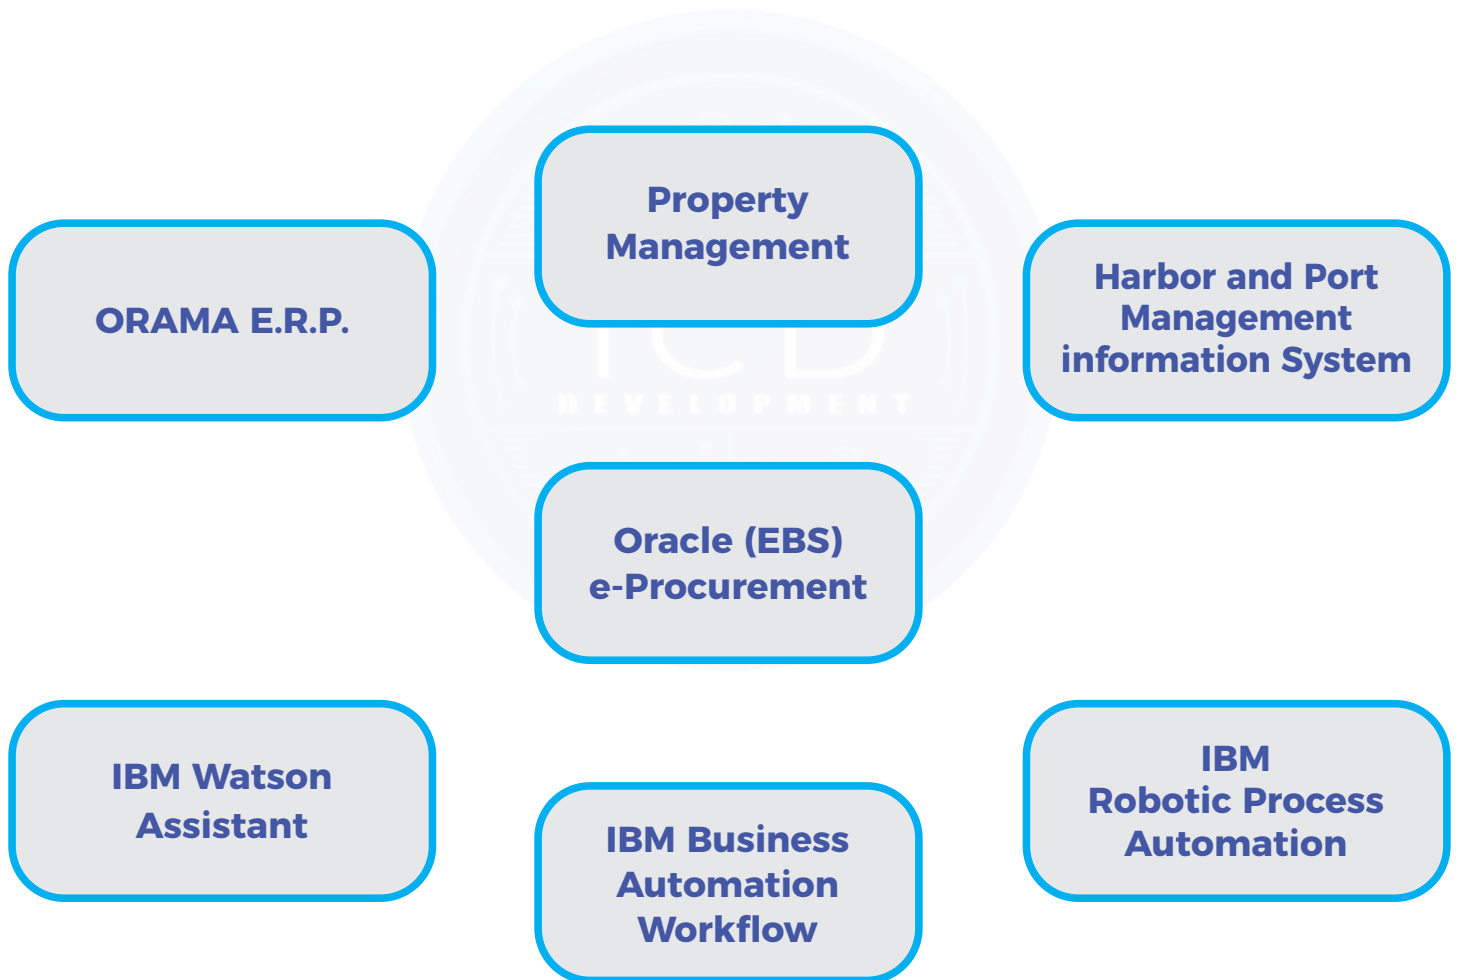 Property
Management
ORAMA E.R.P.
Harbor and Port
Management
information System
DEVELOPMENT
Oracle (EBS)
e-Procurement
IBM Watson
Assistant
IBM Business
Automation
Workflow
IBM
Robotic Process
Automation